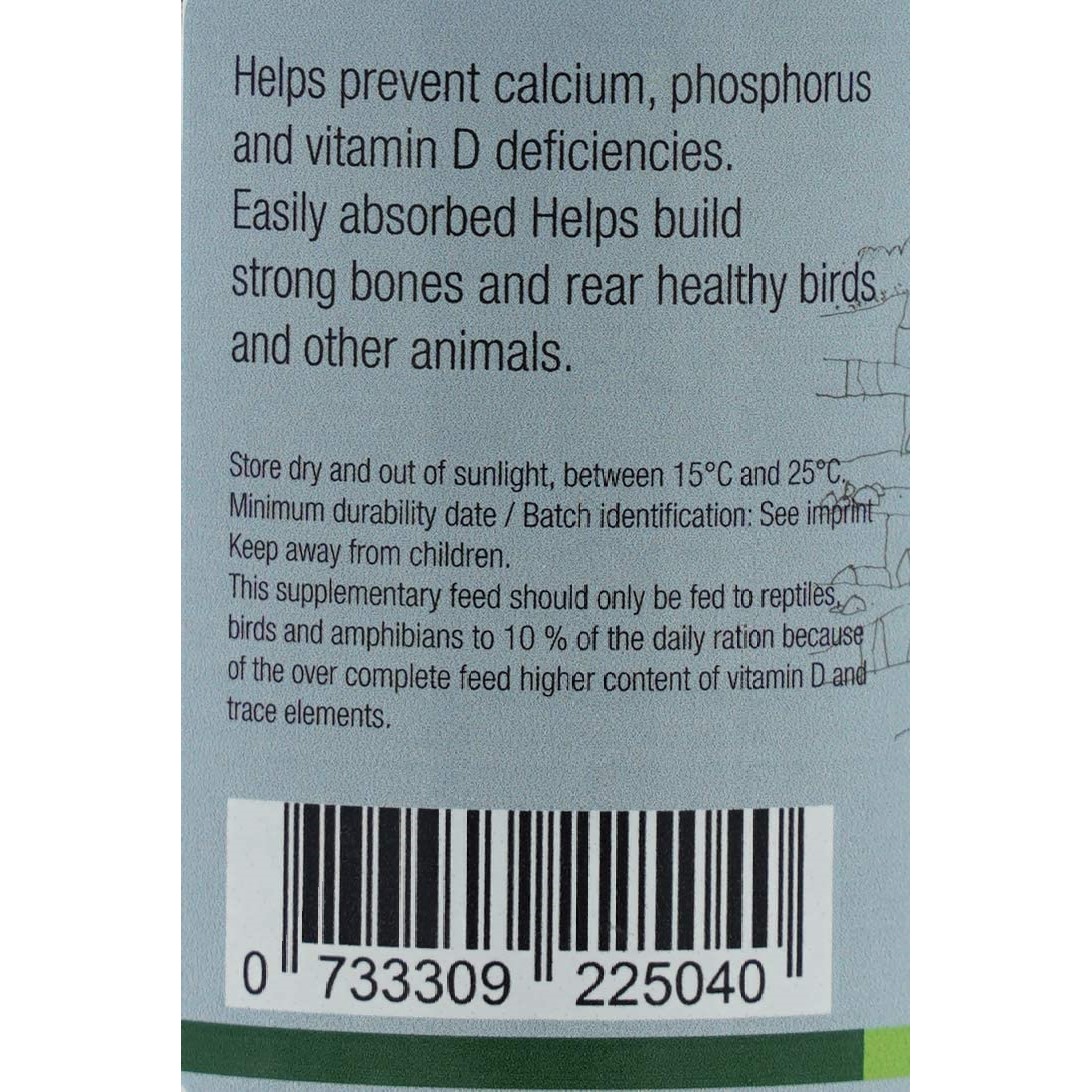 Helps prevent calcium, phosphorus
and vitamin D deficiencies.
Easily absorbed Helps build
strong bones and rear healthy birds
and other animals.
Store dry and out of sunlight, between 15°C and 25°C.
Minimum durability date / Batch identification: See imprint
Keep away from children.
This supplementary feed should only be fed to reptiles,
birds and amphibians to 10 % of the daily ration because
of the over complete feed higher content of vitamin D and
trace elements.
0 733309 225040